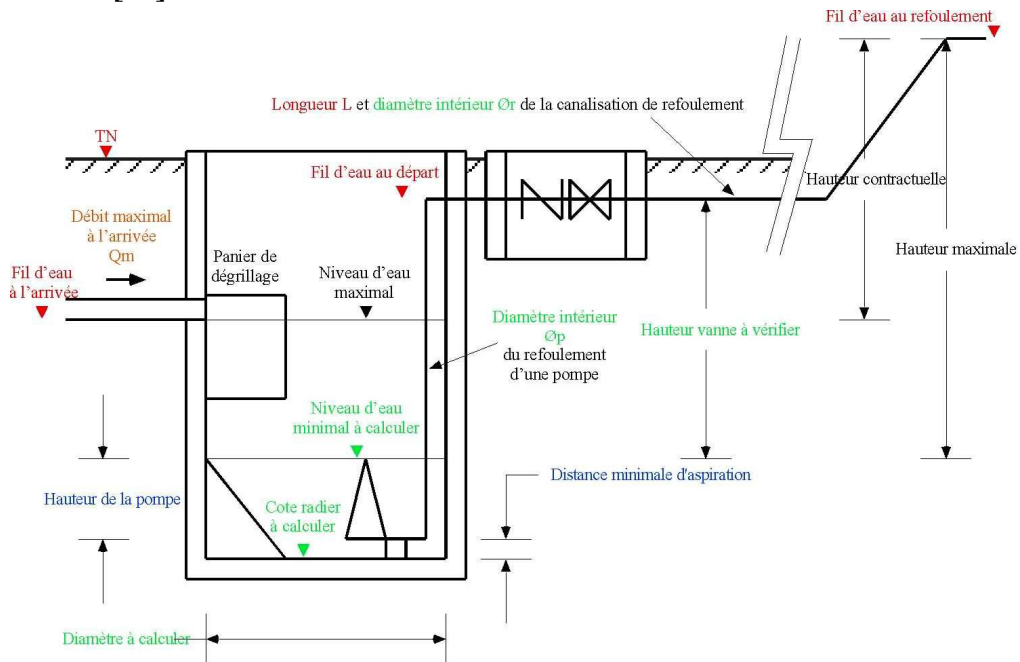 Fil d'eau au refoulement
Longueur L et diamètre intérieur Ør de la canalisation de refoulement
TN
Fil d'eau au départ
Hauteur contractuelle
Débit maximal
à l'arrivée
Qm
Panier de
dégrillage
Niveau d'eau
maximal
Hauteur maximale
Fil d'eau
à l'arrivée
Diamètre intérieur
Øp
du refoulement
d'une pompe
Hauteur vanne à vérifier
Niveau d'eau
minimal à calculer
Distance minimale d'aspiration
Hauteur de la pompe
Cote radier
à calculer
Diamètre à calculer